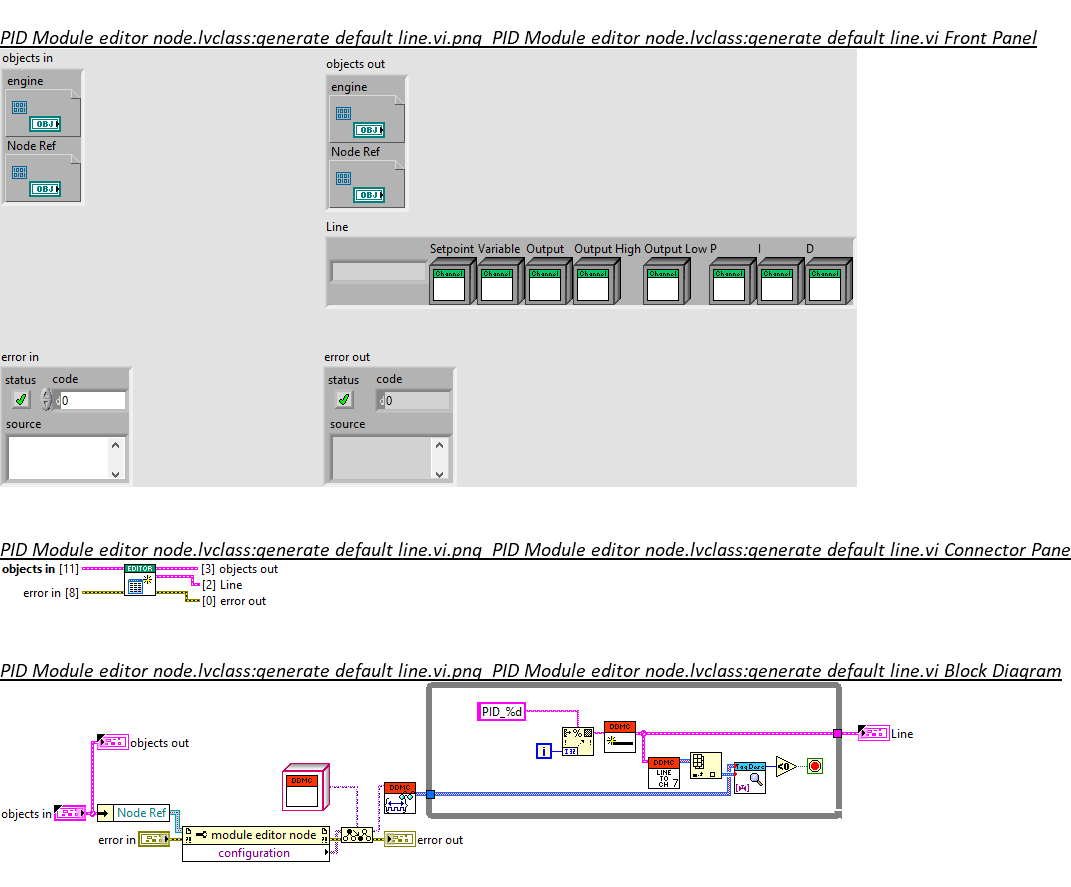 PID Module editor node.lvclass:generate default line.vi.png PID Module editor node.lvclass:generate default line.vi Front Panel
objects in
objects out
engine
engine
OBJ
OBJ
Node Ref
Node Ref
OBJ
OBJ
Line
Setpoint Variable Output Output High Output Low P I D
Channel Channel Channel Channel Channel Channel Channel Channel
error in
error out
status code
status code
d 0
d 0
source
source
PID Module editor node.lvclass:generate default line.vi.png PID Module editor node.lvclass:generate default line.vi Connector Pane
objects in [11]
EDITOR
[3] objects out
[2] Line
error in [8]
[0] error out
PID Module editor node.lvclass:generate default line.vi.png PID Module editor node.lvclass:generate default line.vi Block Diagram
PID_%d
DDMC
Line
objects out
i
DDMC
LINE
TO
CH 7
<0
DDMC
DDMC
objects in
Node Ref
error in
module editor node
configuration
error out